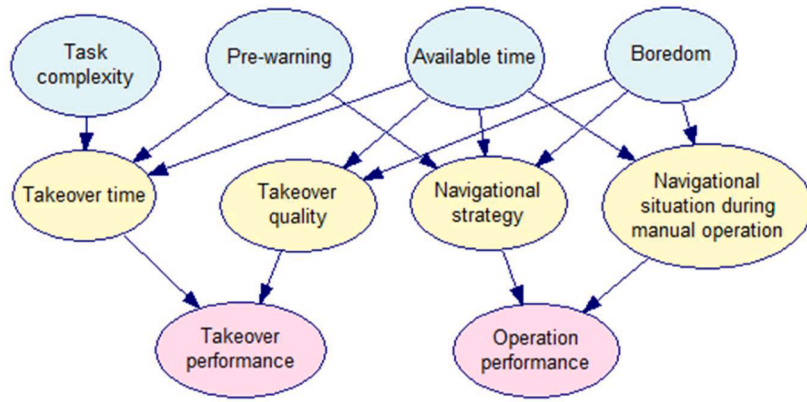 Task
complexity
Pre-warning
Available time
Boredom
Takeover time
Takeover
quality
Navigational
strategy
Navigational
situation during
manual operation
Takeover
performance
Operation
performance